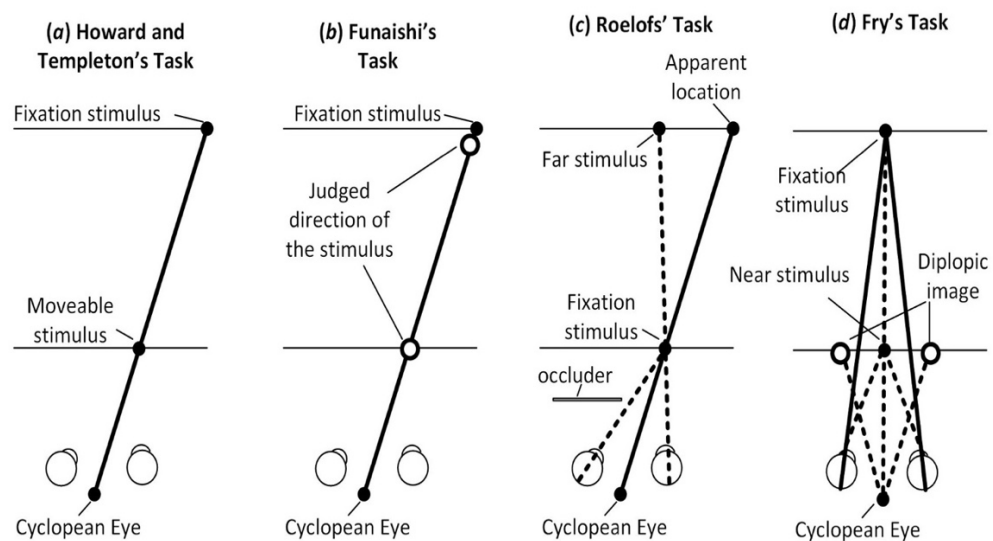 (a) Howard and
Templeton's Task
Fixation stimulus
Moveable
stimulus
Cyclopean Eye
(b) Funaishi's
Task
Fixation stimulus
Judged
direction of
the stimulus
Cyclopean Eye
(c) Roelofs' Task
Apparent
location
Far stimulus
Fixation
stimulus
occluder
Cyclopean Eye
(d) Fry's Task
Fixation
stimulus
Near stimulus
Diplopic
image
Cyclopean Eye